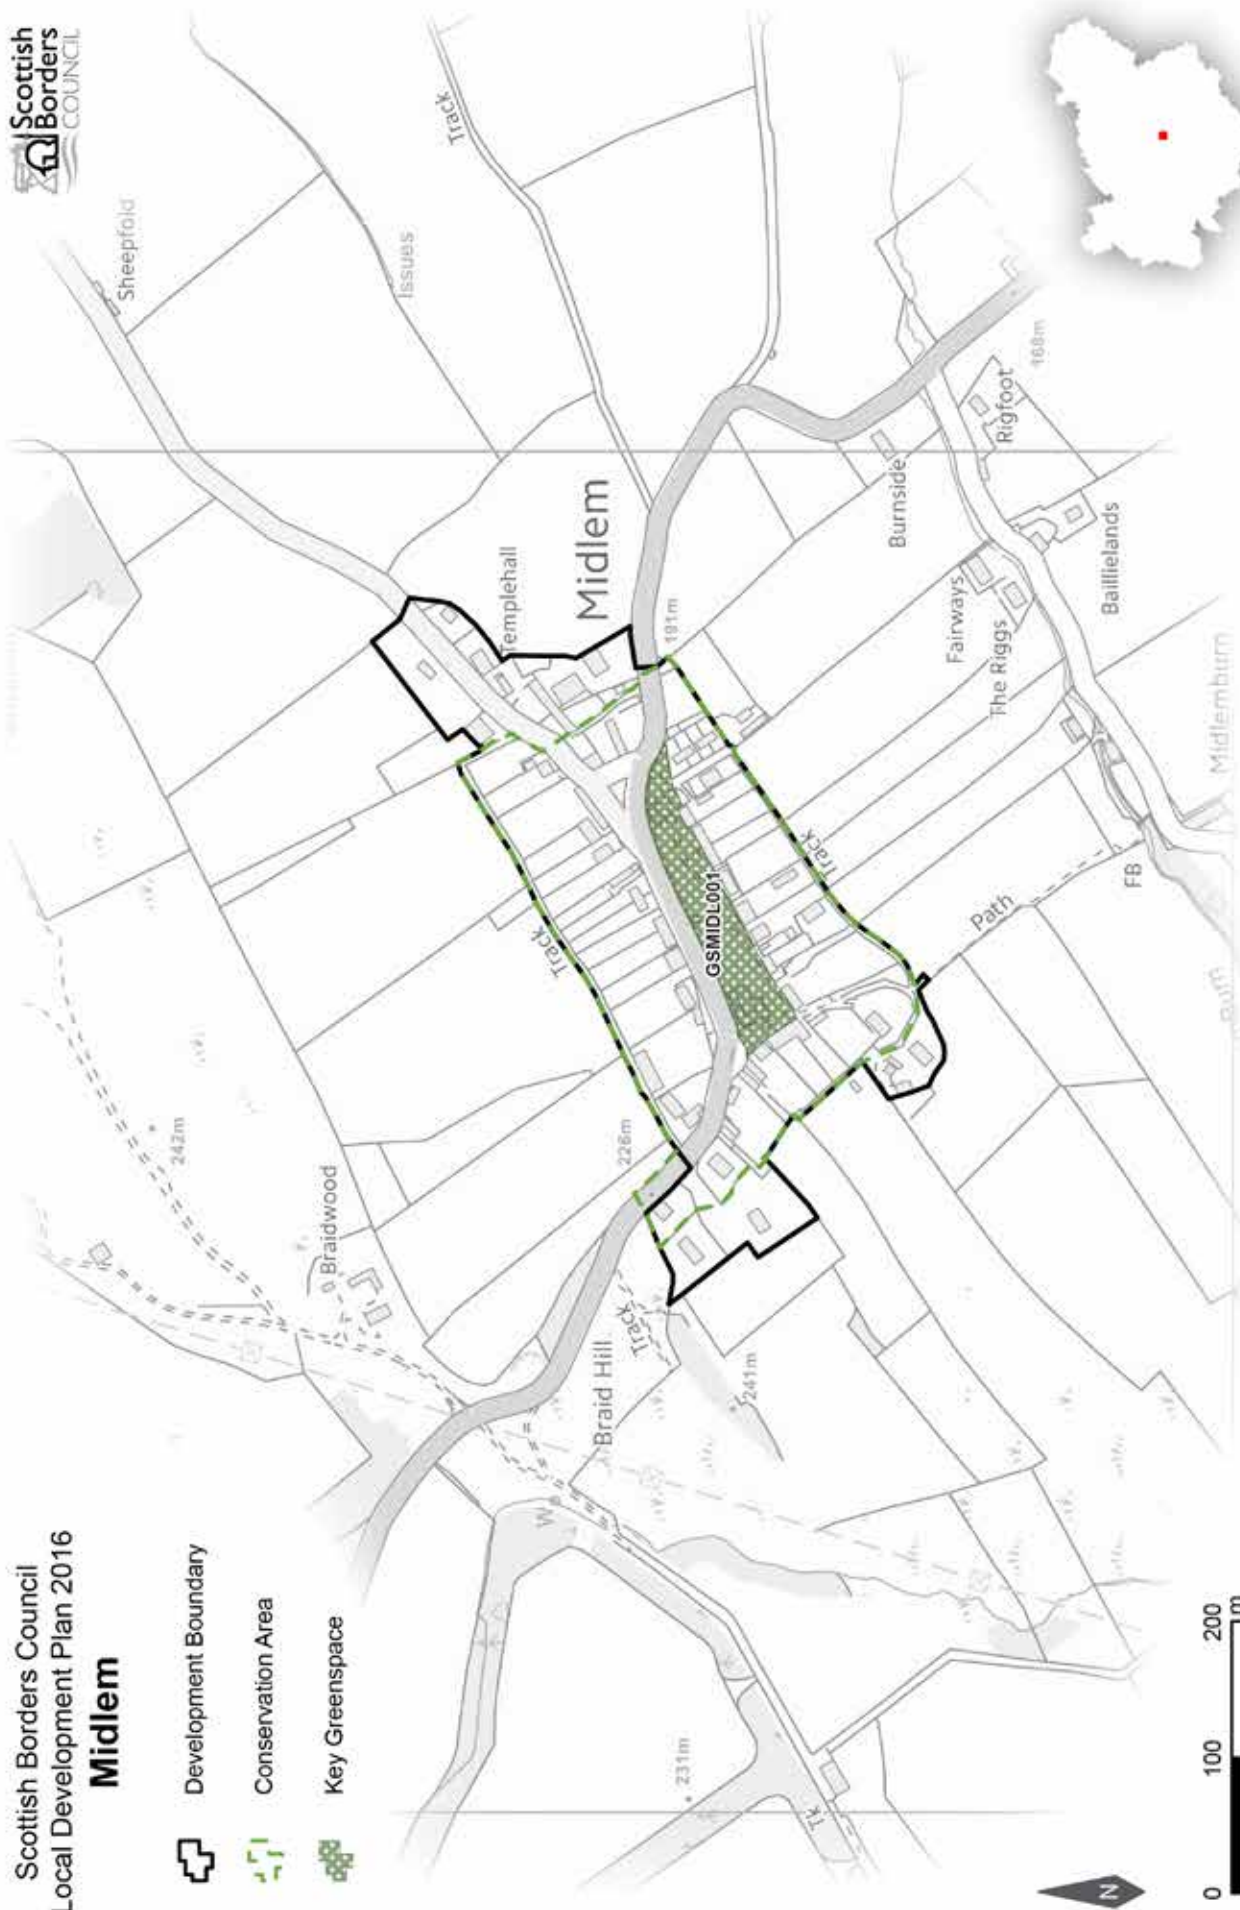 Scottish Borders Council
Local Development Plan 2016
Midlem
Development Boundary
Conservation Area
Key Greenspace
Scottish
Borders
COUNCIL
Sheepfold
Issues
Track
Templehall
Midlem
191m
Burnside
Rigfoot
168m
Fairways
The Riggs
Baillielands
Midlemburn
Burn
FB
Path
Track
Track
GSMIDL001
226m
242m
Braidwood
Track
Braid Hill
241m
W
231m
Tk
N
0
100
200
m